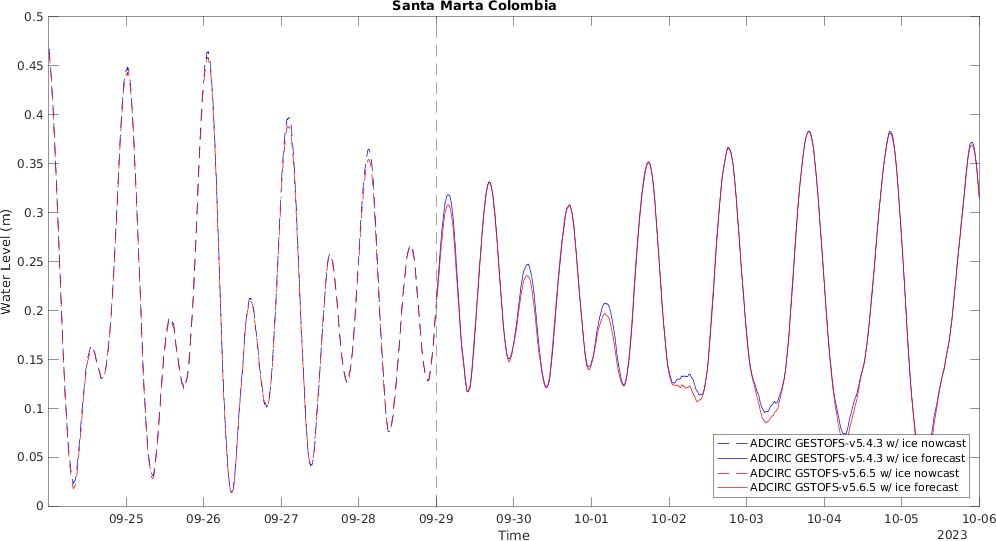 Santa Marta Colombia
0.5
0.45
0.4
0.35
0.3
0.25
0.2
0.15
0.1
0.05
0
Water Level (m)
ADCIRC GESTOFS-v5.4.3 w/ ice nowcast
ADCIRC GESTOFS-v5.4.3 w/ ice forecast
ADCIRC GSTOFS-v5.6.5 w/ ice nowcast
ADCIRC GSTOFS-v5.6.5 w/ ice forecast
09-25 09-26 09-27 09-28 09-29 09-30 10-01 10-02 10-03 10-04 10-05 10-06
Time
2023